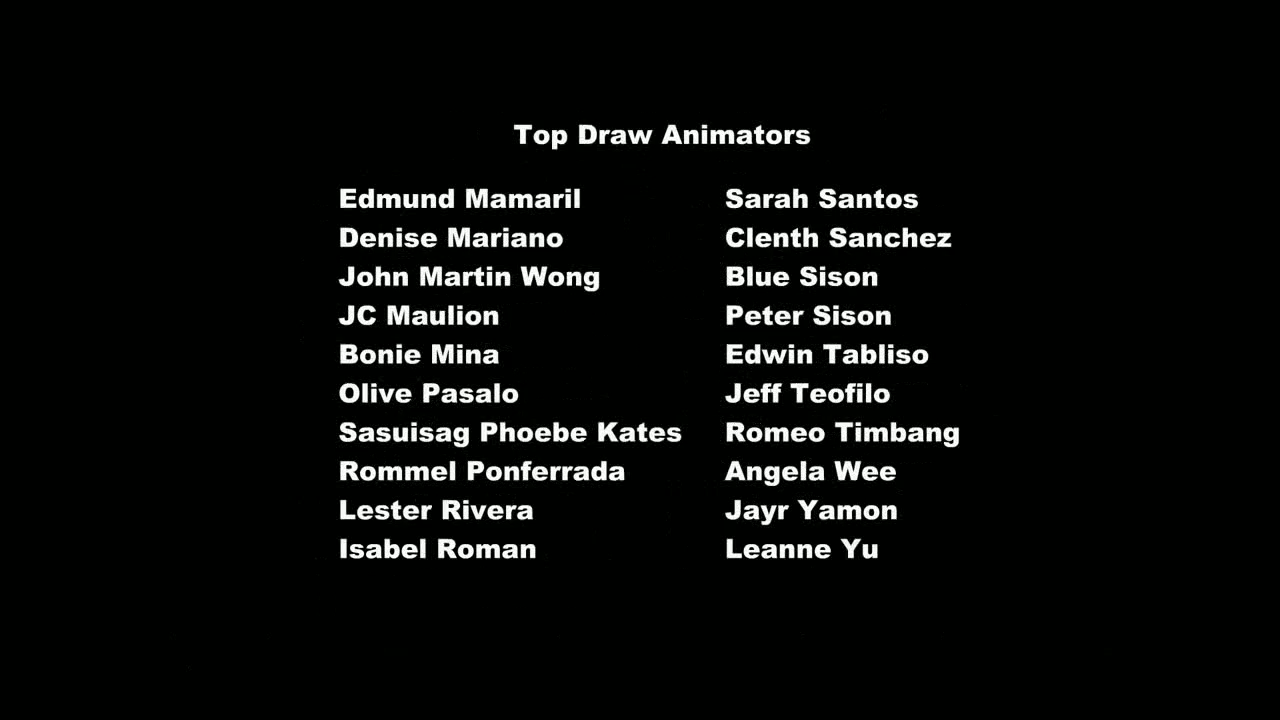 Top Draw Animators
Edmund Mamaril
Denise Mariano
John Martin Wong
JC Maulion
Bonie Mina
Olive Pasalo
Sasuisag Phoebe Kates
Rommel Ponferrada
Lester Rivera
Isabel Roman
Sarah Santos
Clenth Sanchez
Blue Sison
Peter Sison
Edwin Tabliso
Jeff Teofilo
Romeo Timbang
Angela Wee
Jayr Yamon
Leanne Yu